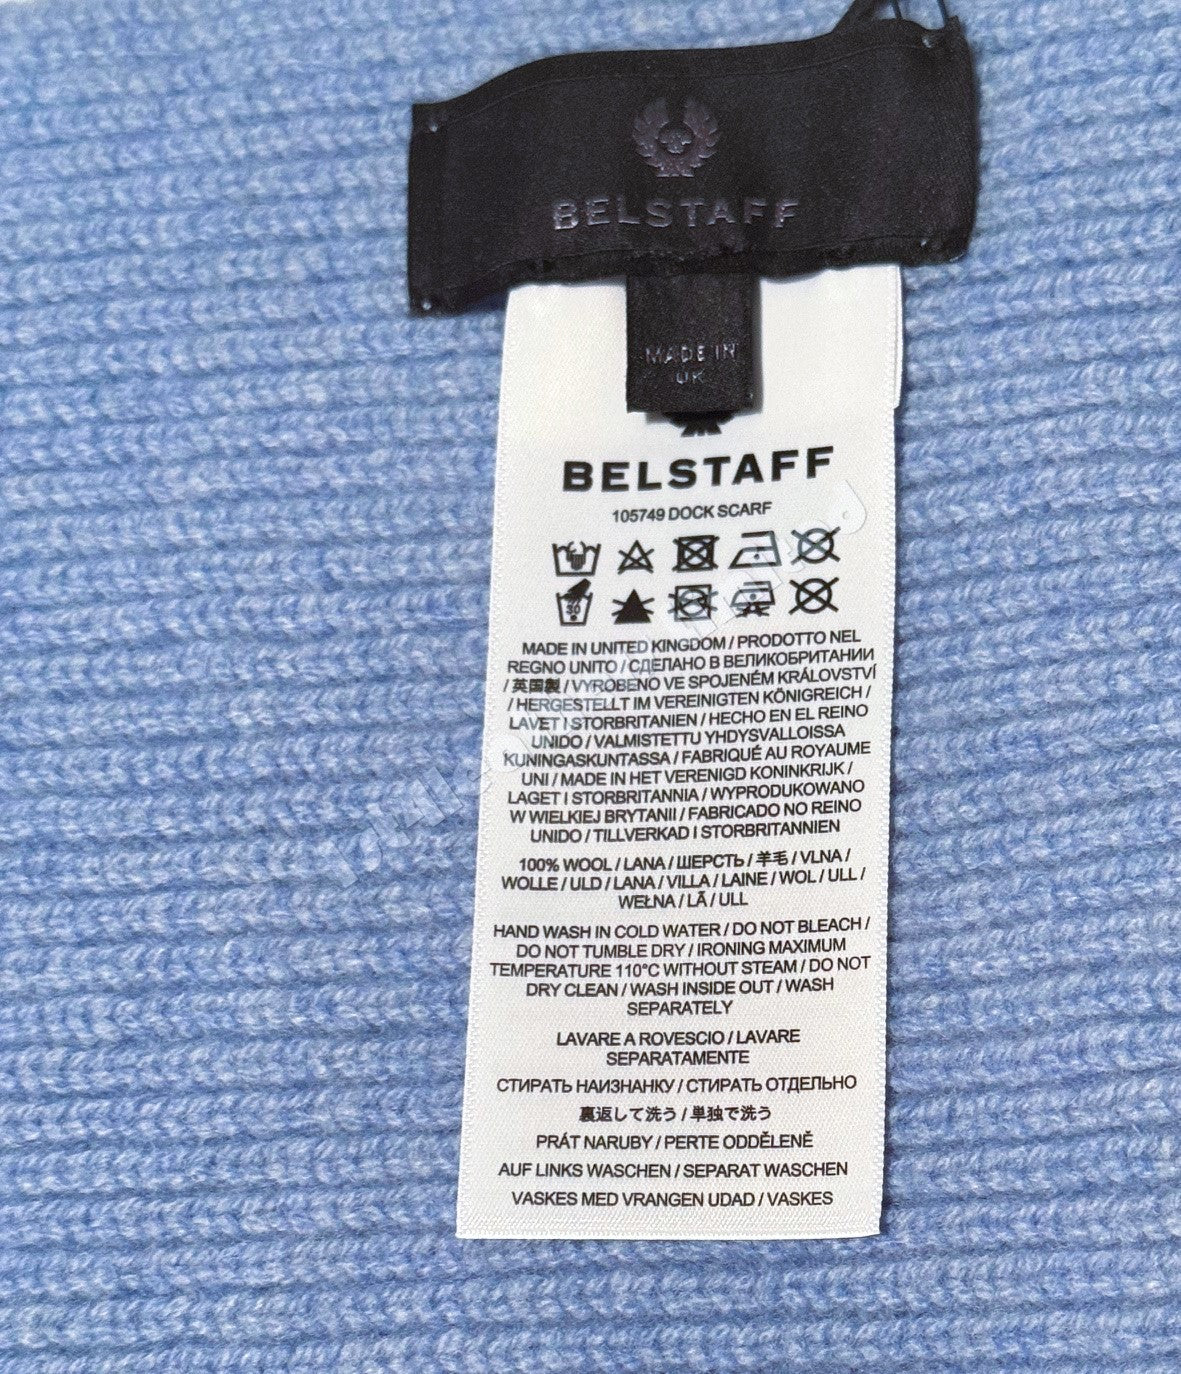 BELSTAFF
MADE IN
UK
BELSTAFF
105749 DOCK SCARF
30
MADE IN UNITED KINGDOM / PRODOTTO NEL
REGNO UNITO / СДЕЛАНО В ВЕЛИКОБРИТАНИИ
/ 英国製 / VYROBENO VE SPOJENÉM KRÁLOVSTVÍ
/ HERGESTELLT IM VEREINIGTEN KÖNIGREICH /
LAVET I STORBRITANIEN / HECHO EN EL REINO
UNIDO / VALMISTETTU YHDYSVALLOISSA
KUNINGASKUNTASSA / FABRIQUÉ AU ROYAUME
UNI / MADE IN HET VERENIGD KONINKRIJK /
LAGET I STORBRITANNIA / WYPRODUKOWANO
W WIELKIEJ BRYTANII / FABRICADO NO REINO
UNIDO / TILLVERKAD I STORBRITANNIEN
100% WOOL / LANA / ШЕРСТЬ / 羊毛 / VLNA /
WOLLE / ULD / LANA / VILLA / LAINE / WOL / ULL /
WEŁNA / LÃ / ULL
HAND WASH IN COLD WATER / DO NOT BLEACH /
DO NOT TUMBLE DRY / IRONING MAXIMUM
TEMPERATURE 110°C WITHOUT STEAM / DO NOT
DRY CLEAN / WASH INSIDE OUT / WASH
SEPARATELY
LAVARE A ROVESCIO / LAVARE
SEPARATAMENTE
СТИРАТЬ НАИЗНАНКУ / СТИРАТЬ ОТДЕЛЬНО
裏返して洗う / 単独で洗う
PRÁT NARUBY / PERTE ODDĚLENĚ
AUF LINKS WASCHEN / SEPARAT WASCHEN
VASKES MED VRANGEN UDAD / VASKES